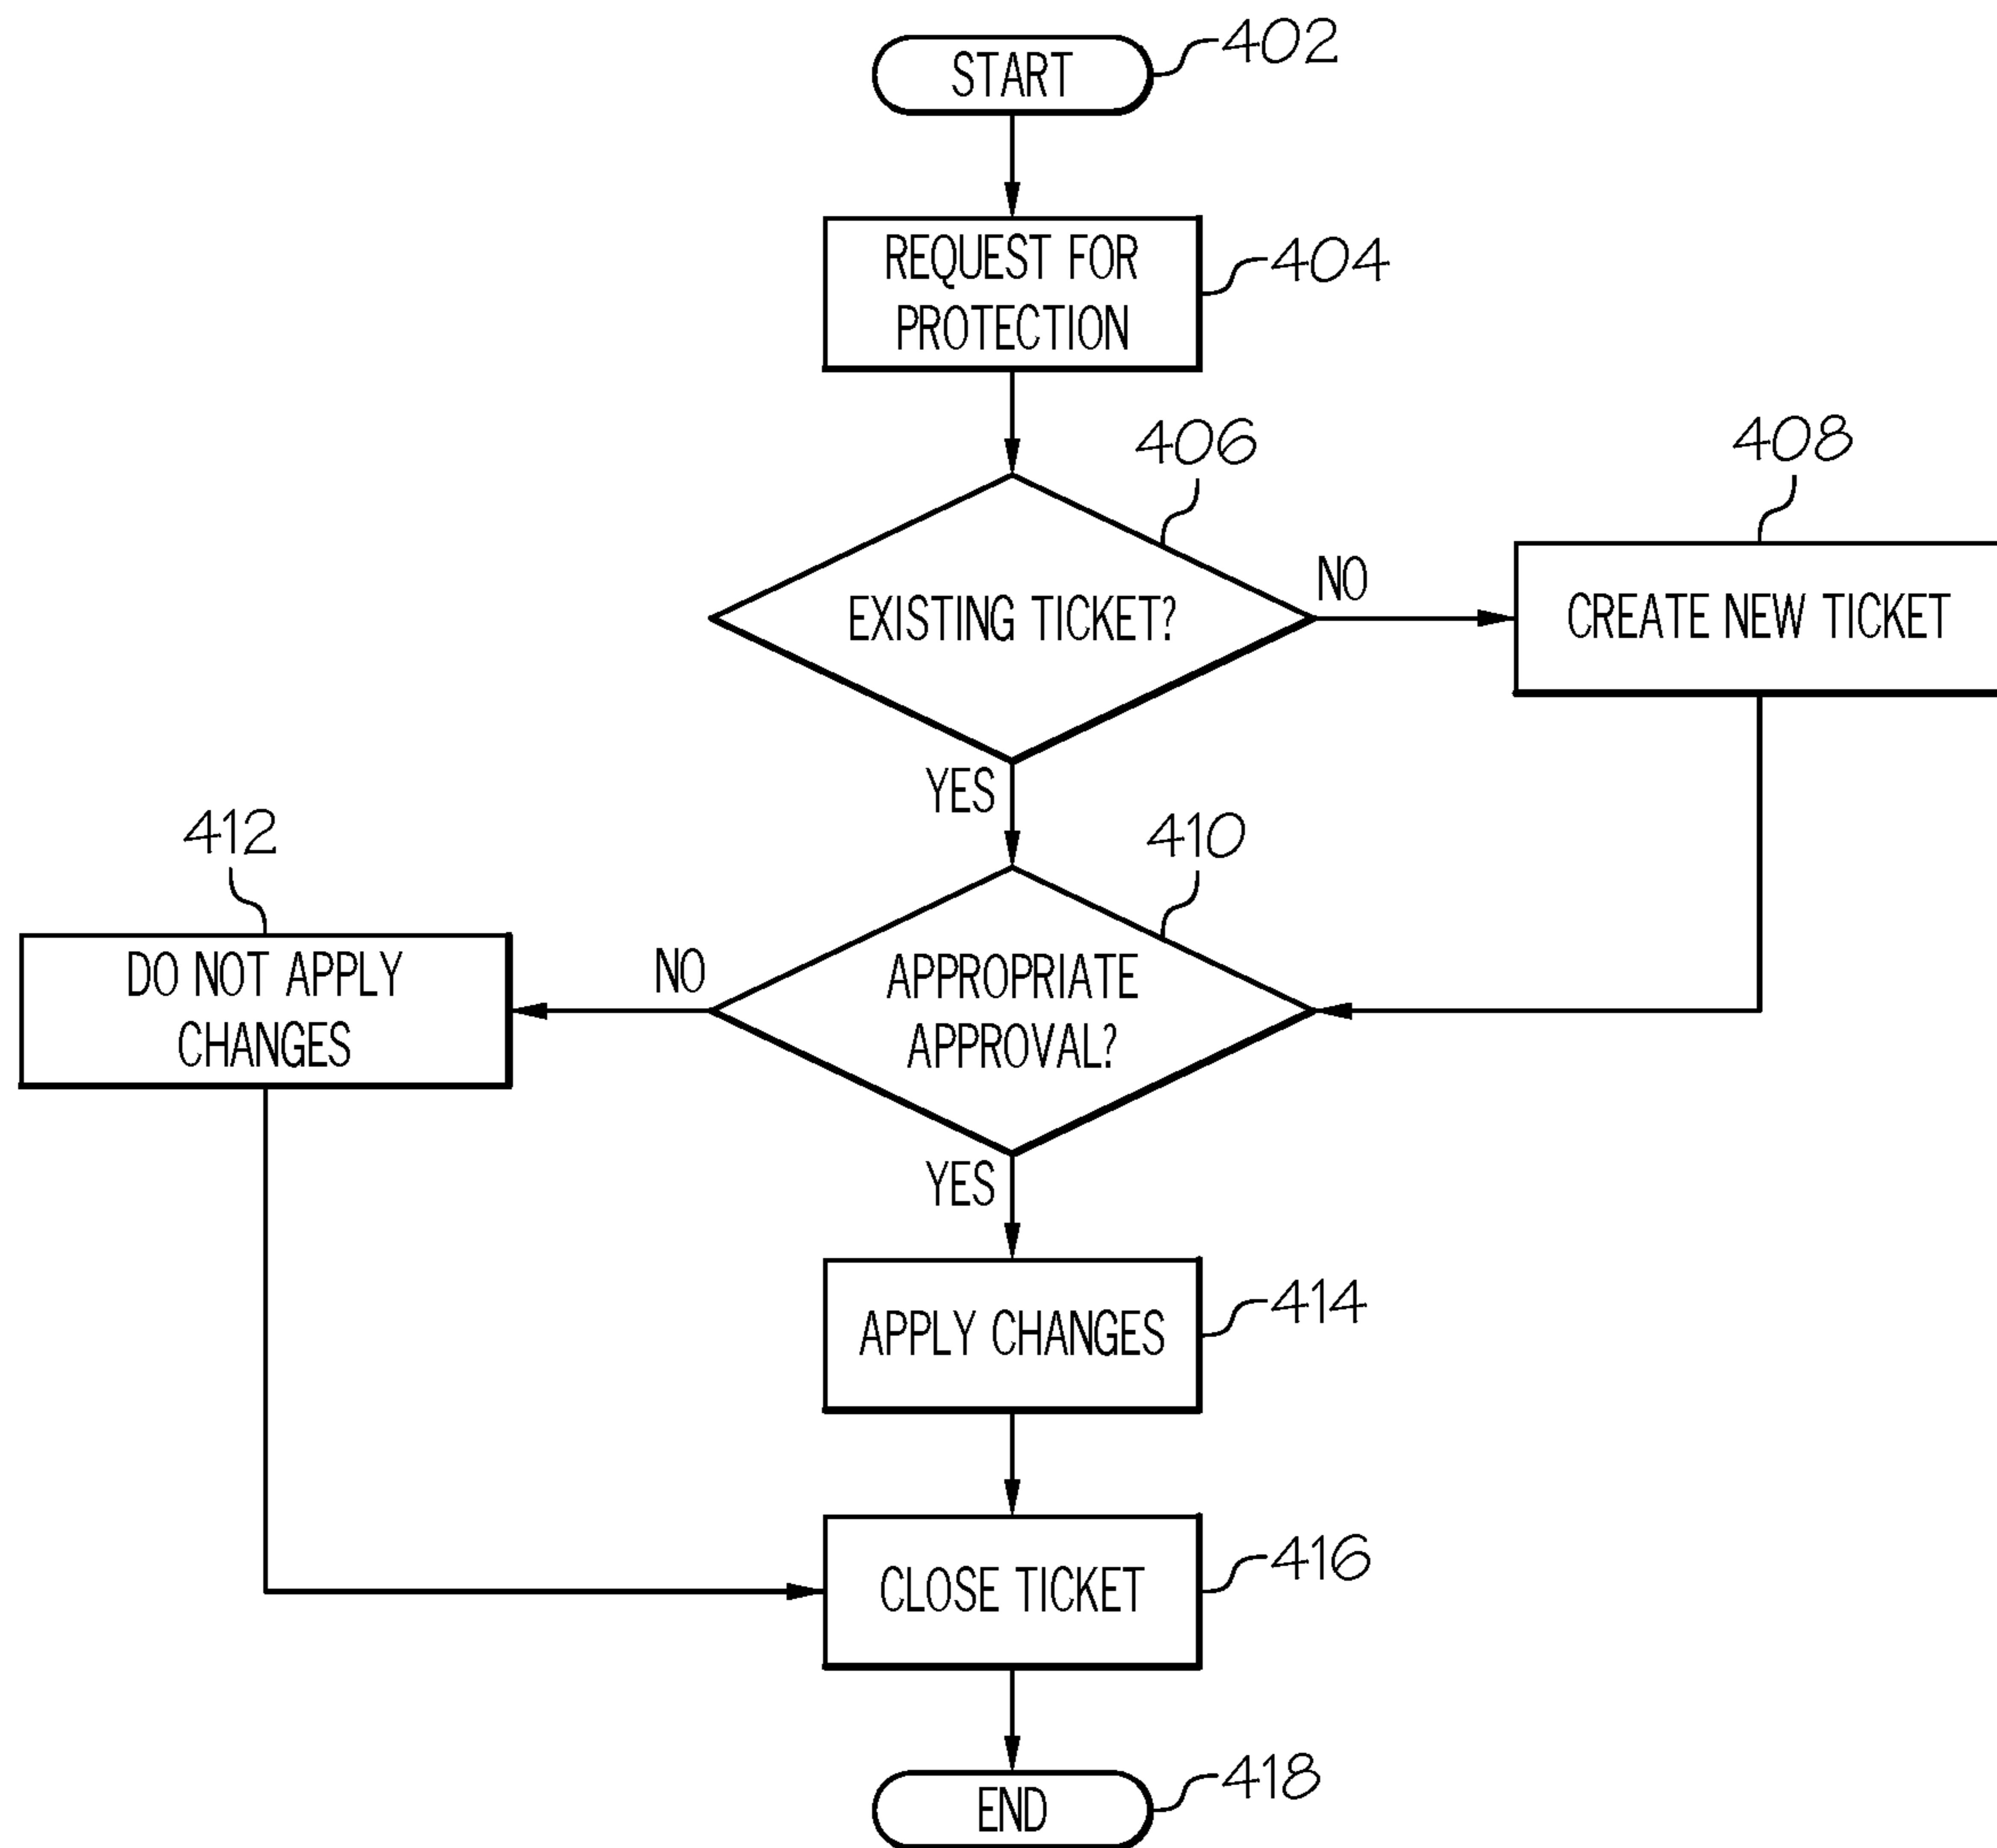 START
402
REQUEST FOR
PROTECTION
404
406
408
EXISTING TICKET?
NO
CREATE NEW TICKET
YES
412
410
DO NOT APPLY
CHANGES
NO
APPROPRIATE
APPROVAL?
YES
APPLY CHANGES
414
CLOSE TICKET
416
END
418